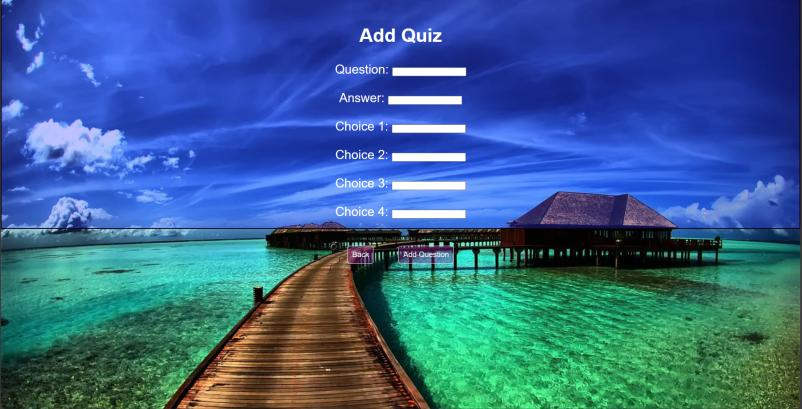 Add Quiz
Question:
Answer:
Choice 1:
Choice 2:
Choice 3:
Choice 4:
Back Add Question